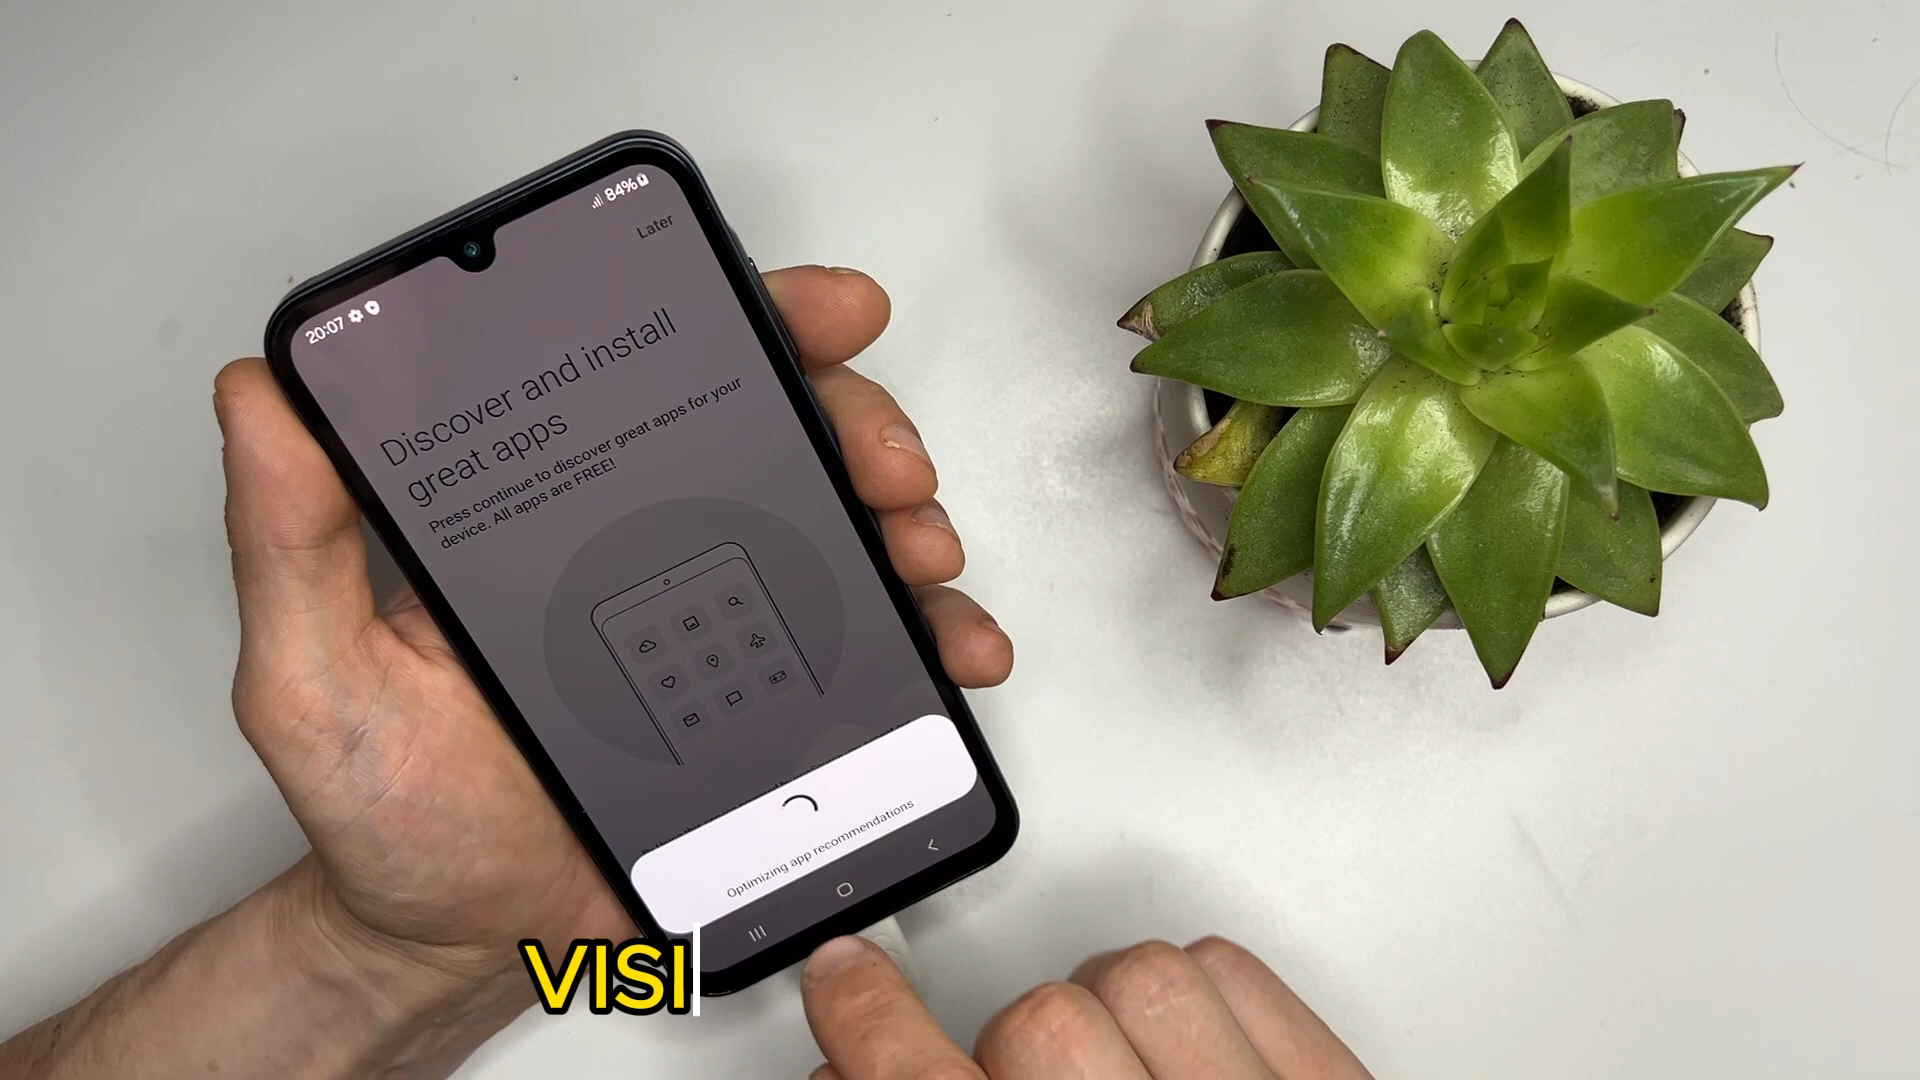 84%
Later
20:07
Discover and install
great apps
Press continue to discover great apps for your
device. All apps are FREE!
Optimizing app recommendations
VISI